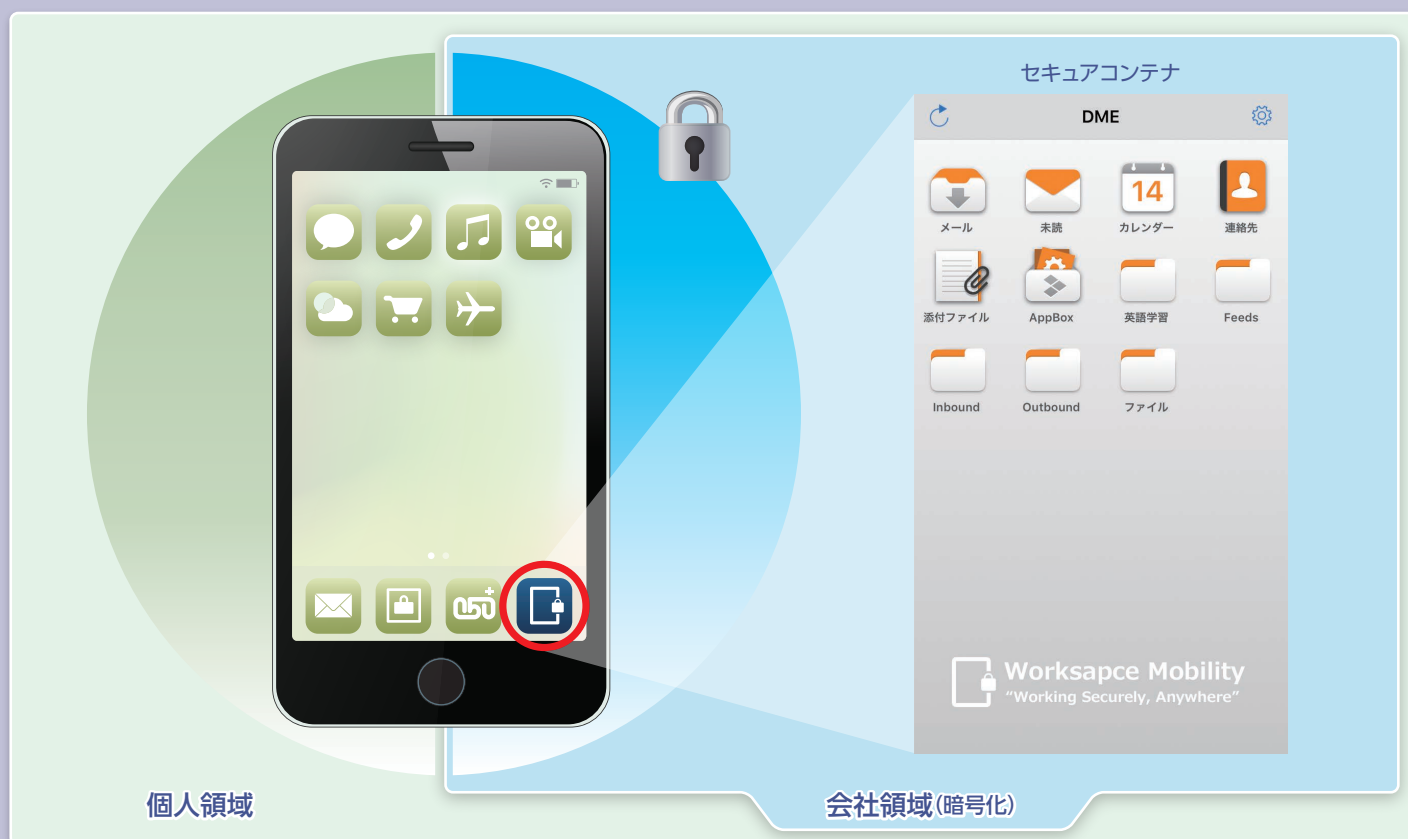 セキュアコンテナ
DME
14
メール
未読
カレンダー
連絡先
添付ファイル
AppBox
英語学習
Feeds
Inbound
Outbound
ファイル
050+
Worksapce Mobility
“Working Securely, Anywhere”
個人領域
会社領域(暗号化)